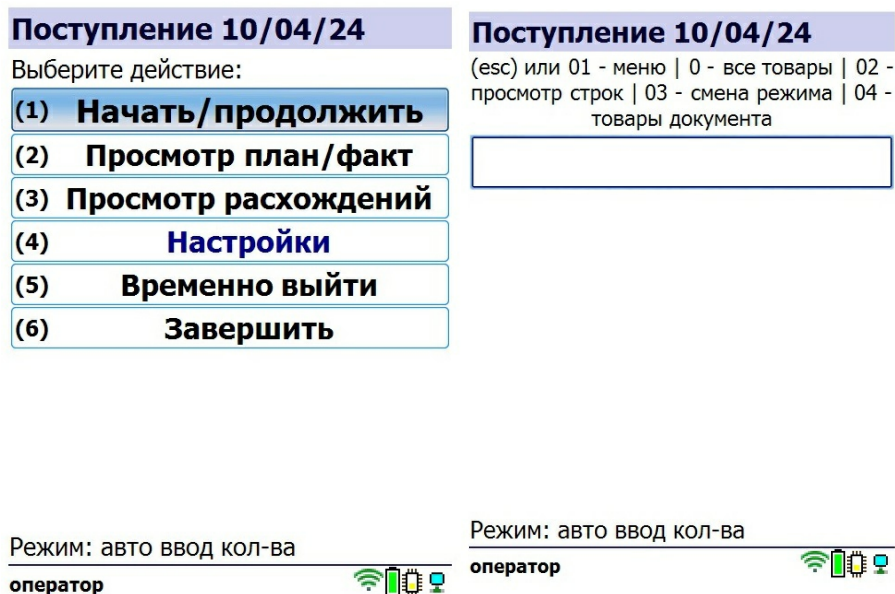 Поступление 10/04/24
Выберите действие:
(1) Начать/продолжить
(2) Просмотр план/факт
(3) Просмотр расхождений
(4) Настройки
(5) Временно выйти
(6) Завершить
Режим: авто ввод кол-ва
оператор
Поступление 10/04/24
(esc) или 01 - меню | 0 - все товары | 02 -
просмотр строк | 03 - смена режима | 04 -
товары документа
Режим: авто ввод кол-ва
оператор